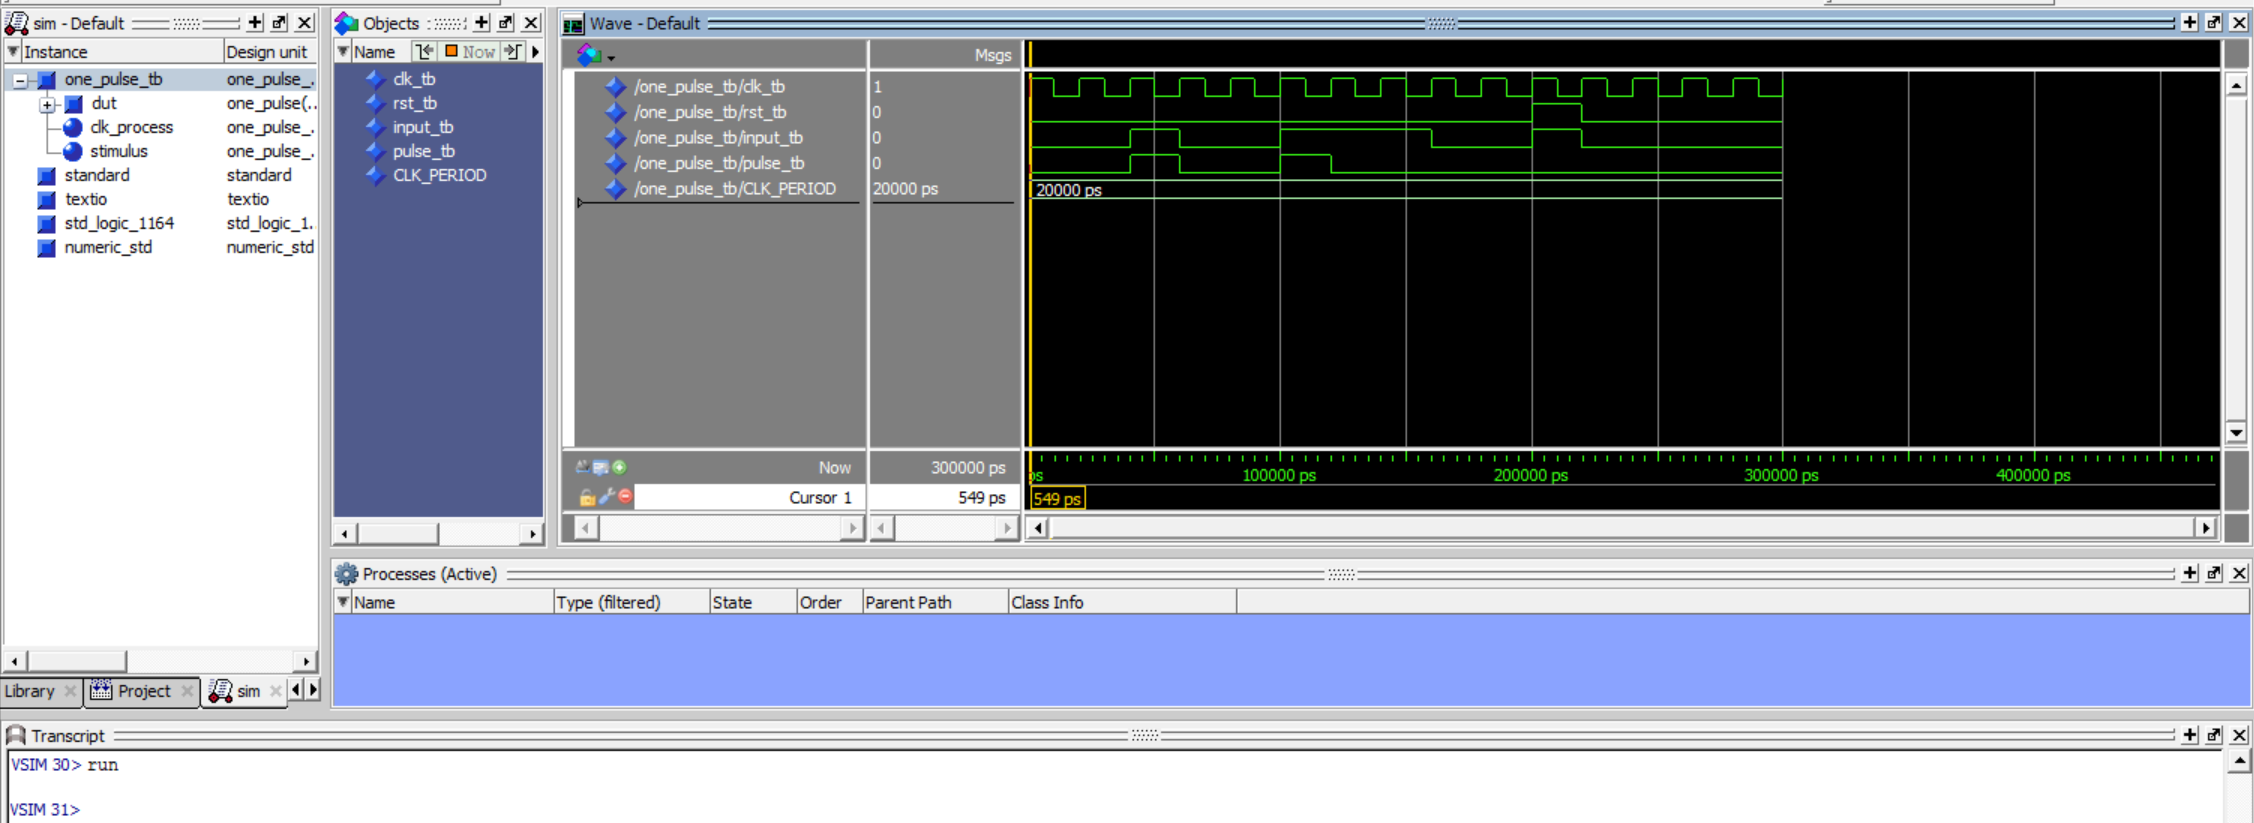 sim - Default
Instance Design unit
one_pulse_tb one_pulse_.
dut one_pulse(..
clk_process one_pulse_.
stimulus one_pulse_.
standard standard
textio textio
std_logic_1164 std_logic_1.
numeric_std numeric_std
Library Project sim
Objects
Name Now
clk_tb
rst_tb
input_tb
pulse_tb
CLK_PERIOD
Wave - Default
Msgs
/one_pulse_tb/clk_tb 1
/one_pulse_tb/rst_tb 0
/one_pulse_tb/input_tb 0
/one_pulse_tb/pulse_tb 0
/one_pulse_tb/CLK_PERIOD 20000 ps 20000 ps
Now 300000 ps ps 100000 ps 200000 ps 300000 ps 400000 ps
Cursor 1 549 ps 549 ps
Processes (Active)
Name Type (filtered) State Order Parent Path Class Info
Transcript
VSIM 30> run
VSIM 31>